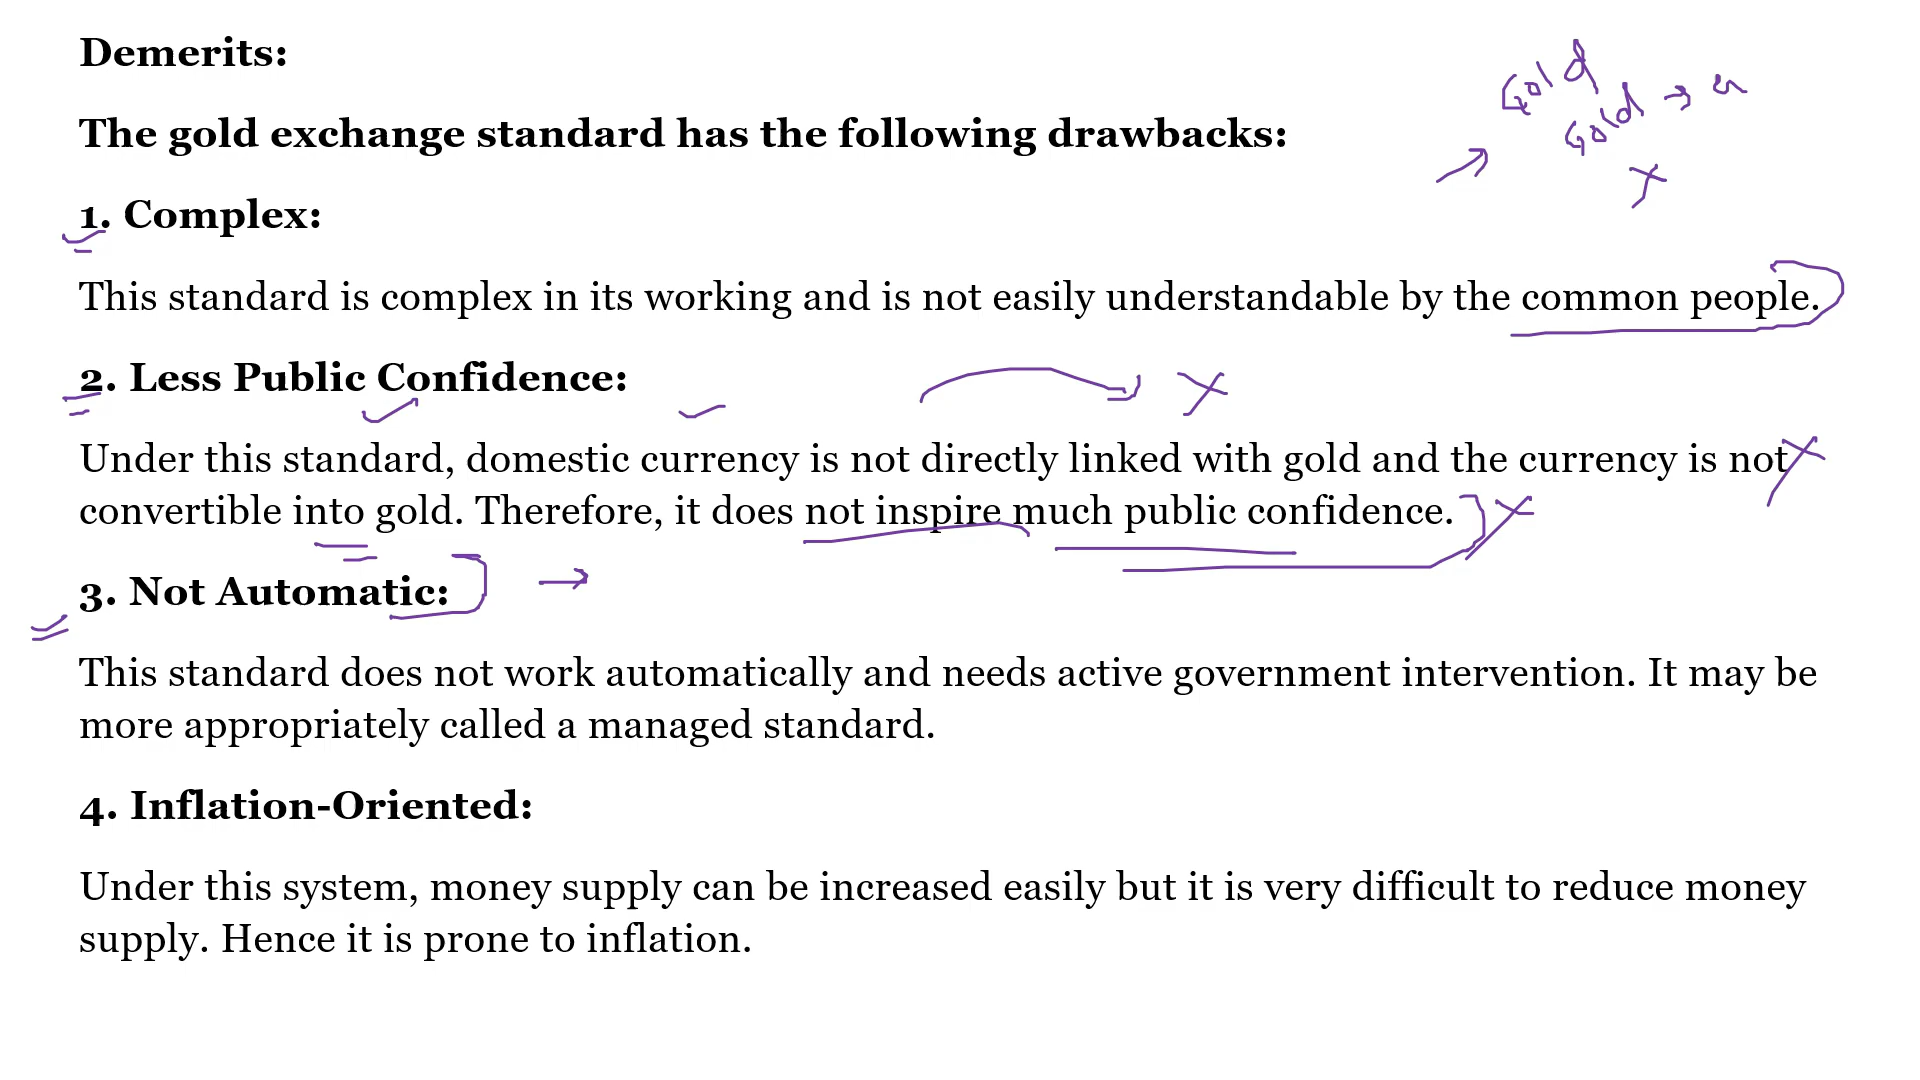 Demerits:
Gold
The gold exchange standard has the following drawbacks:
Gold
1. Complex:
This standard is complex in its working and is not easily understandable by the common people.
2. Less Public Confidence:
Under this standard, domestic currency is not directly linked with gold and the currency is not
convertible into gold. Therefore, it does not inspire much public confidence.
3. Not Automatic:
This standard does not work automatically and needs active government intervention. It may be
more appropriately called a managed standard.
4. Inflation-Oriented:
Under this system, money supply can be increased easily but it is very difficult to reduce money
supply. Hence it is prone to inflation.